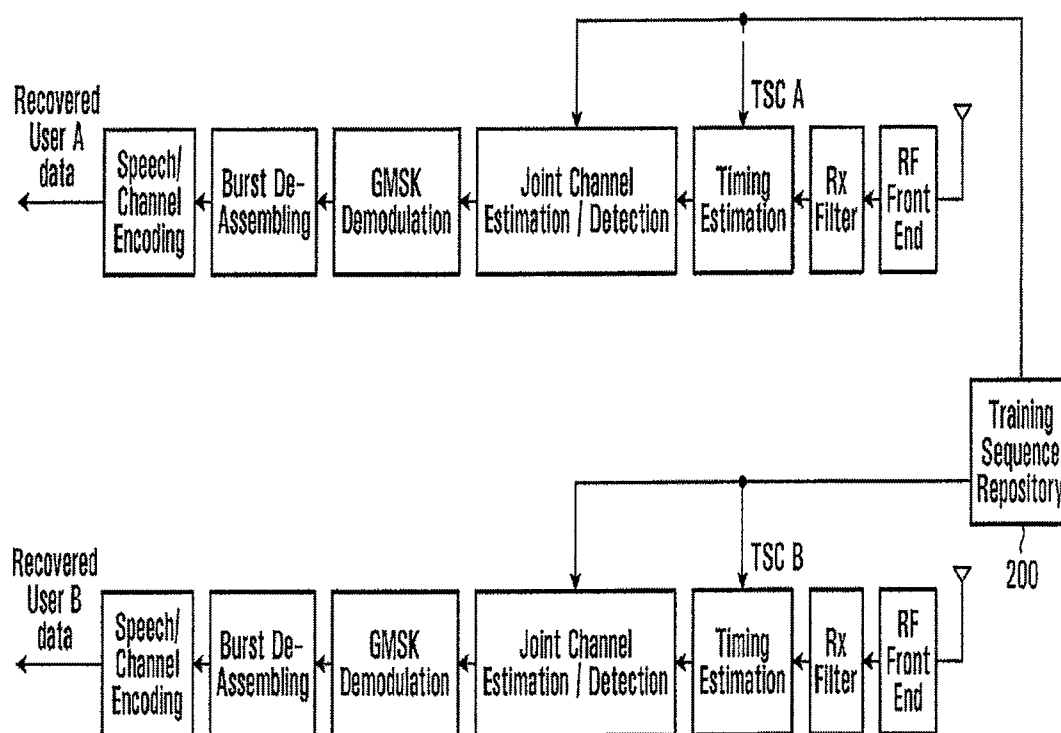 TSC A
Recovered
User A
data
Speech/
Channel
Encoding
Burst De-
Assembling
GMSK
Demodulation
Joint Channel
Estimation / Detection
Timing
Estimation
Rx
Filter
RF
Front
End
Training
Sequence
Repository
200
TSC B
Recovered
User B
data
Speech/
Channel
Encoding
Burst De-
Assembling
GMSK
Demodulation
Joint Channel
Estimation / Detection
Timing
Estimation
Rx
Filter
RF
Front
End